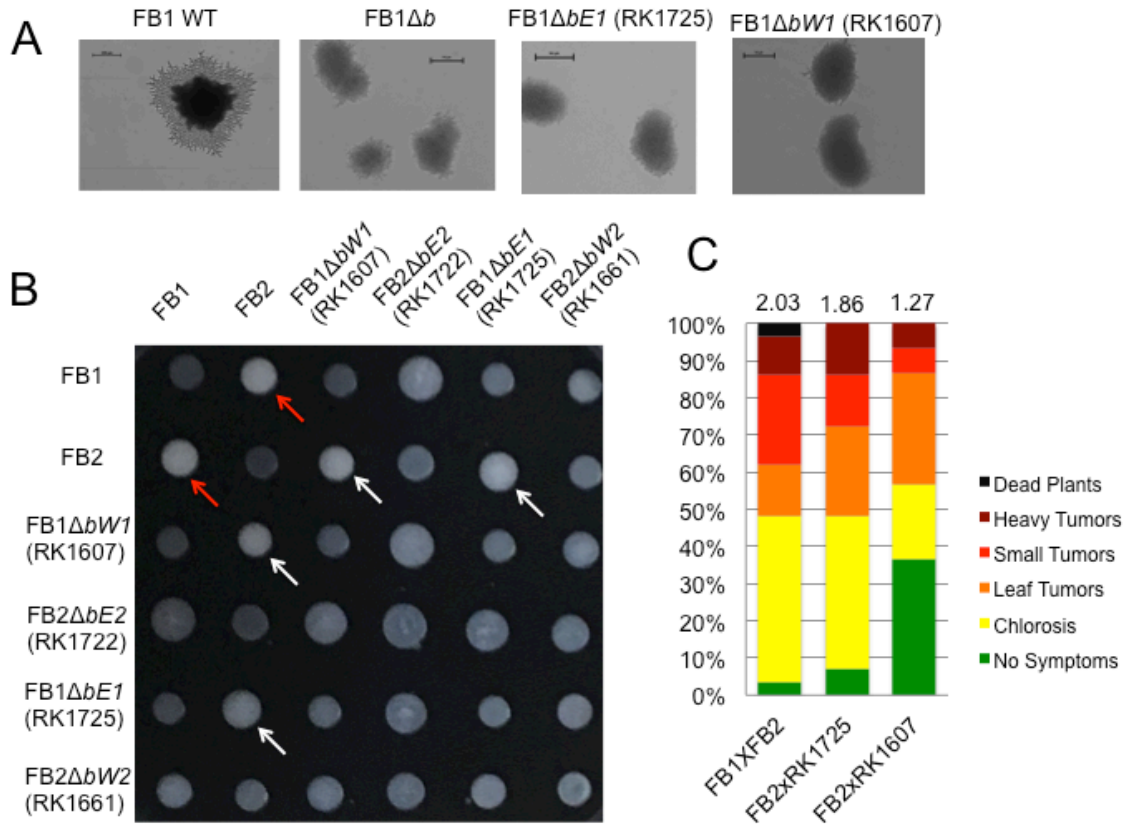 A
FB1 WT
FB1Δb
FB1ΔbE1 (RK1725)
FB1ΔbW1 (RK1607)
B
FB1
FB2
FB1ΔbW1
(RK1607)
FB2ΔbE2
(RK1722)
FB1ΔbE1
(RK1725)
FB2ΔbW2
(RK1661)
FB1
FB2
FB1ΔbW1
(RK1607)
FB2ΔbE2
(RK1722)
FB1ΔbE1
(RK1725)
FB2ΔbW2
(RK1661)
C
2.03 1.86 1.27
100%
90%
80%
70%
60%
50%
40%
30%
20%
10%
0%
FB1XFB2
FB2xRK1725
FB2xRK1607
Dead Plants
Heavy Tumors
Small Tumors
Leaf Tumors
Chlorosis
No Symptoms